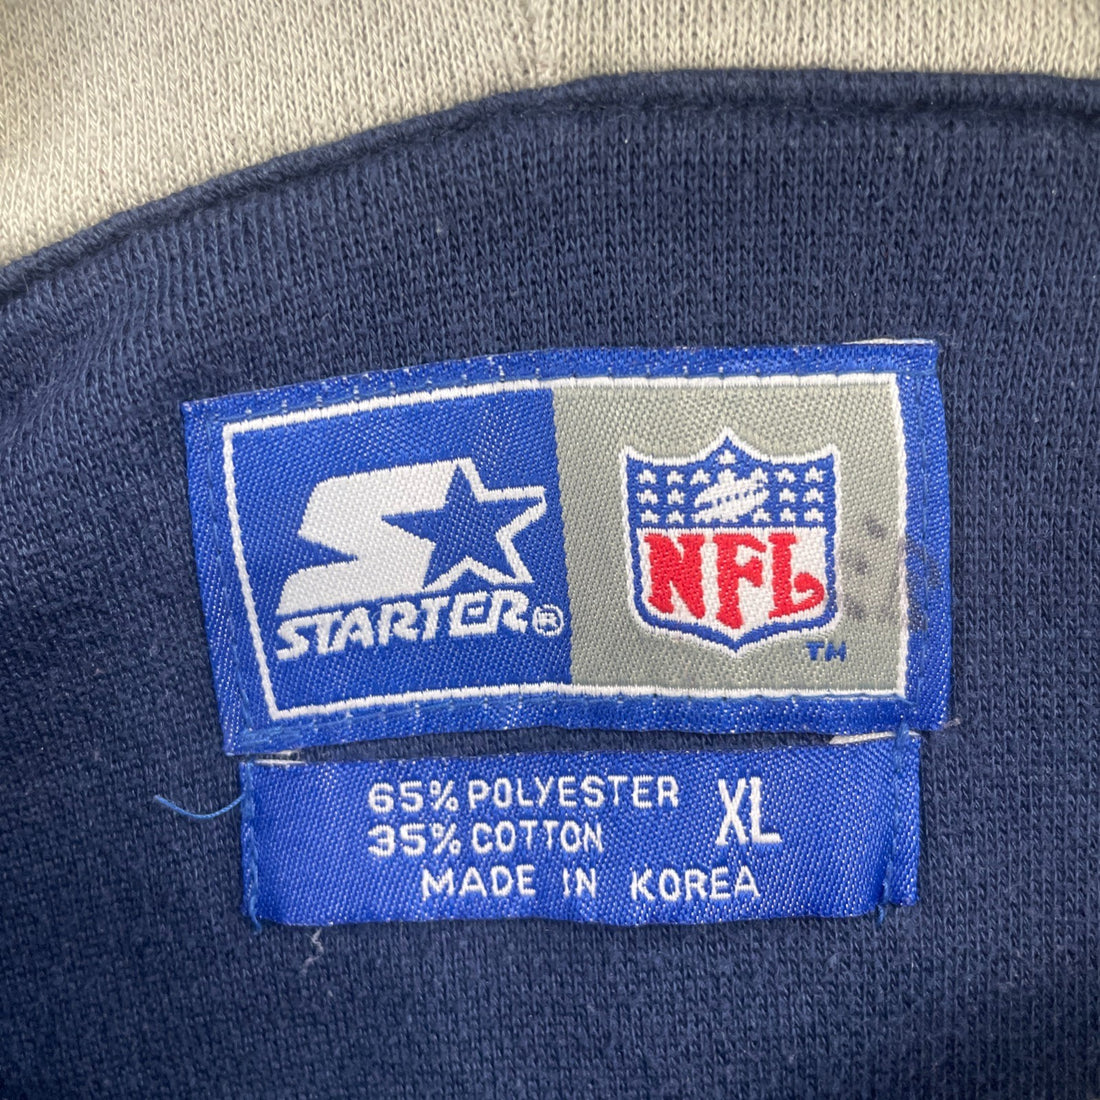 STARTER®
NFL
TM
65% POLYESTER XL
35% COTTON
MADE IN KOREA